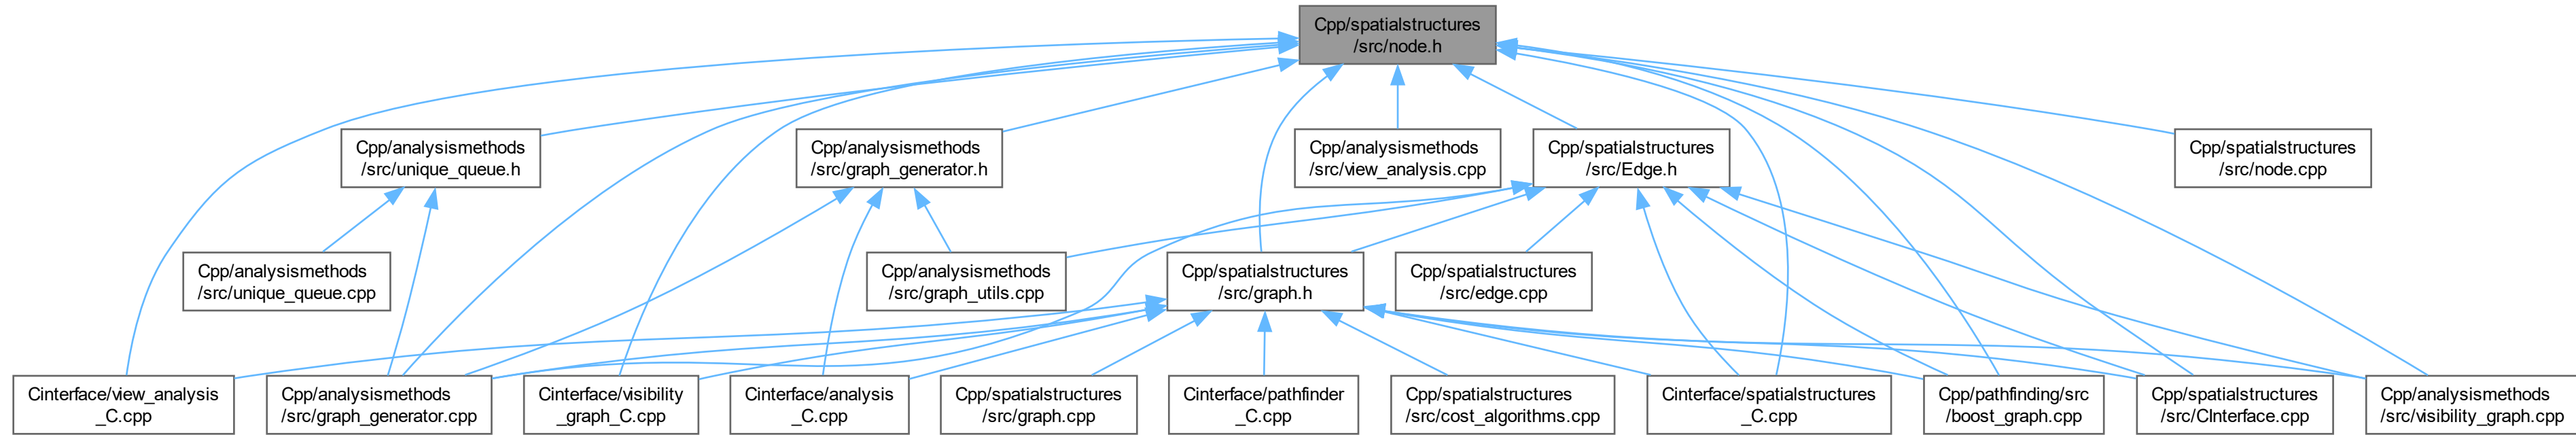 Cpp/spatialstructures
/src/node.h
Cpp/analysismethods
/src/unique_queue.h
Cpp/analysismethods
/src/graph_generator.h
Cpp/analysismethods
/src/view_analysis.cpp
Cpp/spatialstructures
/src/Edge.h
Cpp/spatialstructures
/src/node.cpp
Cpp/analysismethods
/src/unique_queue.cpp
Cpp/analysismethods
/src/graph_utils.cpp
Cpp/spatialstructures
/src/graph.h
Cpp/spatialstructures
/src/edge.cpp
Cinterface/view_analysis
_C.cpp
Cpp/analysismethods
/src/graph_generator.cpp
Cinterface/visibility
_graph_C.cpp
Cinterface/analysis
_C.cpp
Cpp/spatialstructures
/src/graph.cpp
Cinterface/pathfinder
_C.cpp
Cpp/spatialstructures
/src/cost_algorithms.cpp
Cinterface/spatialstructures
_C.cpp
Cpp/pathfinding/src
/boost_graph.cpp
Cpp/spatialstructures
/src/CInterface.cpp
Cpp/analysismethods
/src/visibility_graph.cpp